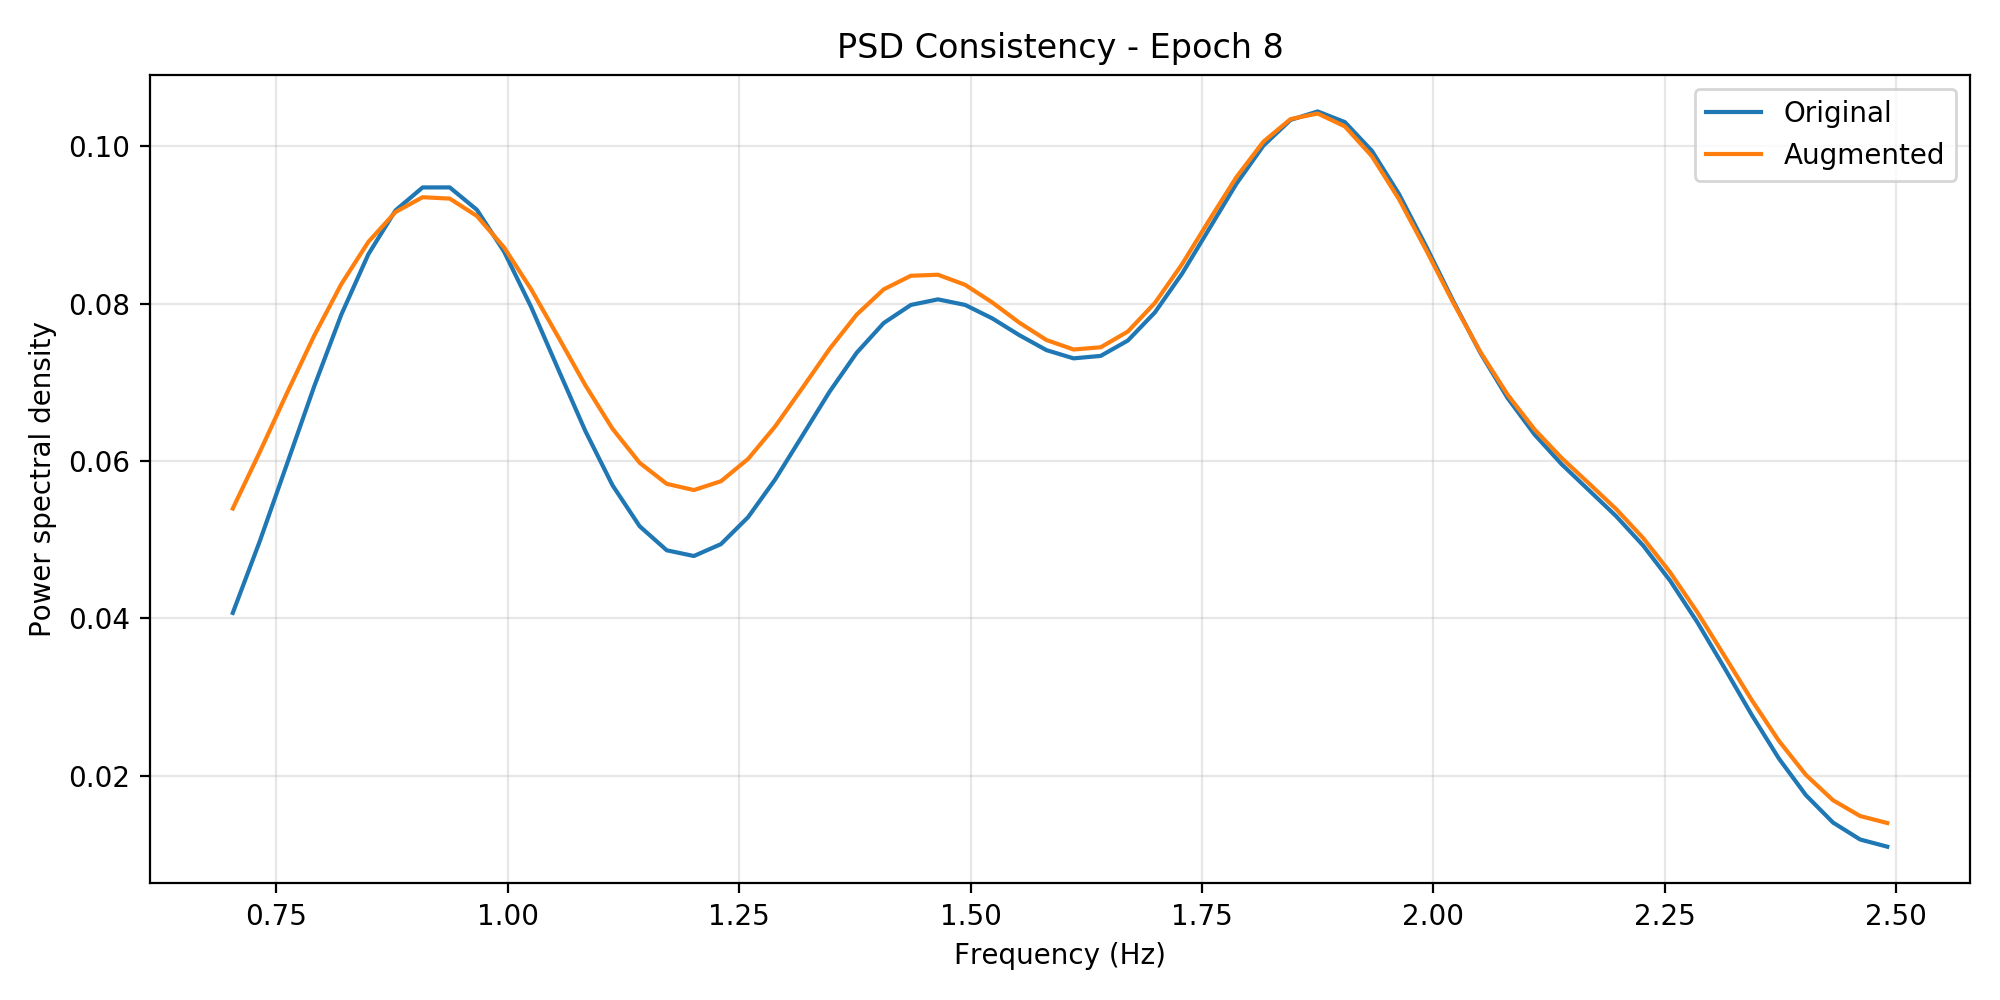 PSD Consistency - Epoch 8
Original
Augmented
Power spectral density
0.10
0.08
0.06
0.04
0.02
0.75 1.00 1.25 1.50 1.75 2.00 2.25 2.50
Frequency (Hz)